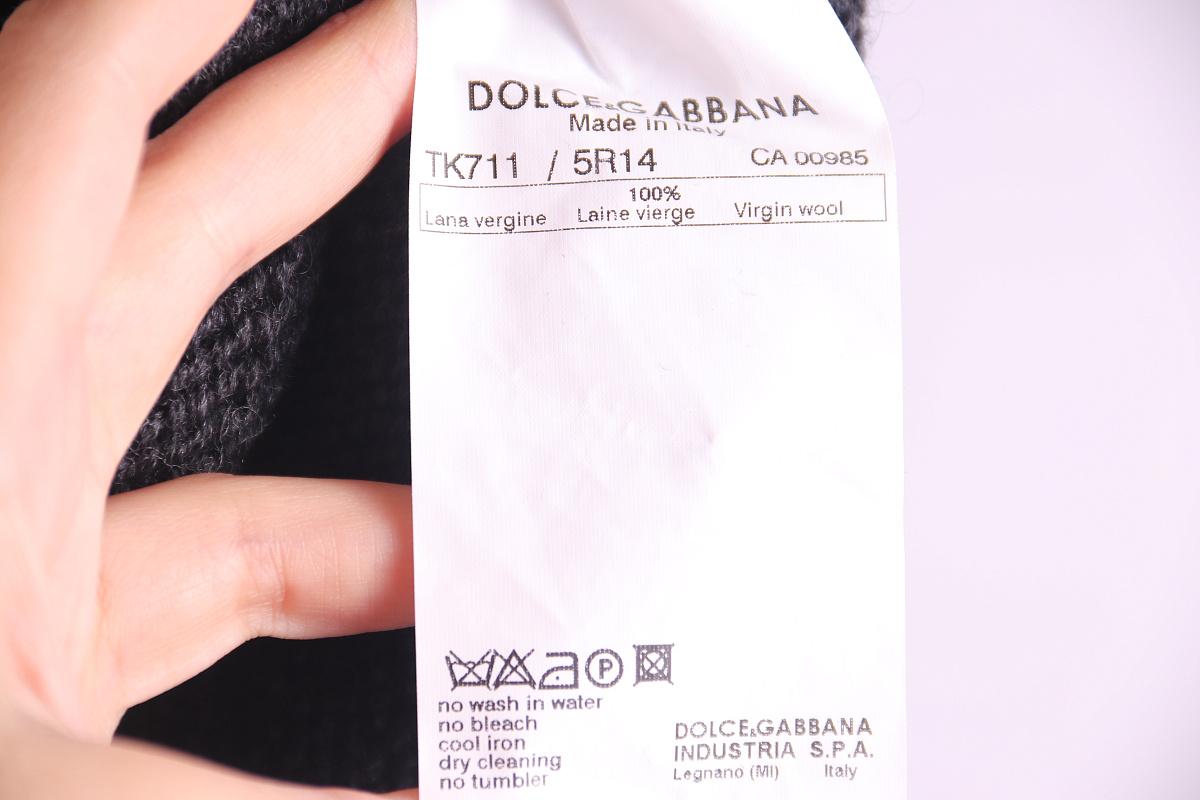 DOLCE&GABBANA
Made in Italy
TK711 / 5R14 CA 00985
100%
Lana vergine Laine vierge Virgin wool
P
no wash in water
no bleach
cool iron
dry cleaning
no tumbler
DOLCE&GABBANA
INDUSTRIA S.P.A.
Legnano (MI) Italy